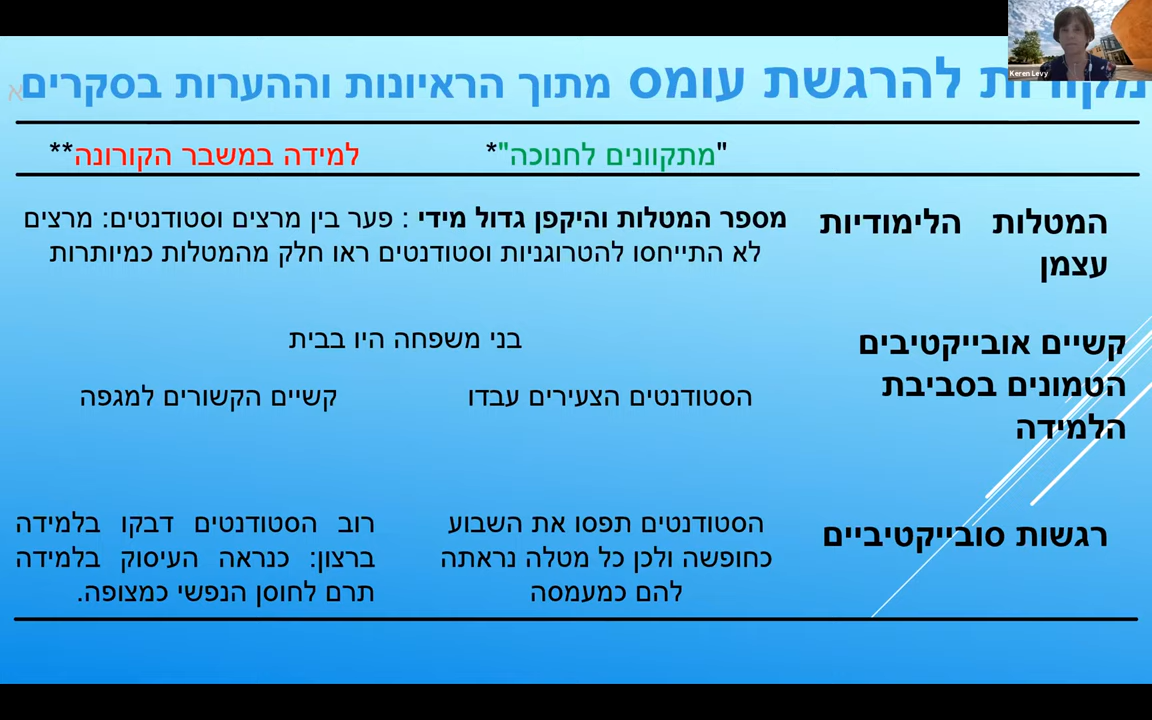 מקורות להרגשת עומס מתוך הראיונות וההערות בסקרים
א
Keren Levy
"מתקוונים לחנוכה"*
למידה במשבר הקורונה**
המטלות הלימודיות
עצמן
מספר המטלות והיקפן גדול מידי : פער בין מרצים וסטודנטים: מרצים
לא התייחסו להטרוגניות וסטודנטים ראו חלק מהמטלות כמיותרות
קשיים אובייקטיבים
הטמונים בסביבת
הלמידה
בני משפחה היו בבית
הסטודנטים הצעירים עבדו
קשיים הקשורים למגפה
רגשות סובייקטיביים
הסטודנטים תפסו את השבוע
כחופשה ולכן כל מטלה נראתה
להם כמעמסה
רוב הסטודנטים דבקו בלמידה
ברצון: כנראה העיסוק בלמידה
תרם לחוסן הנפשי כמצופה.